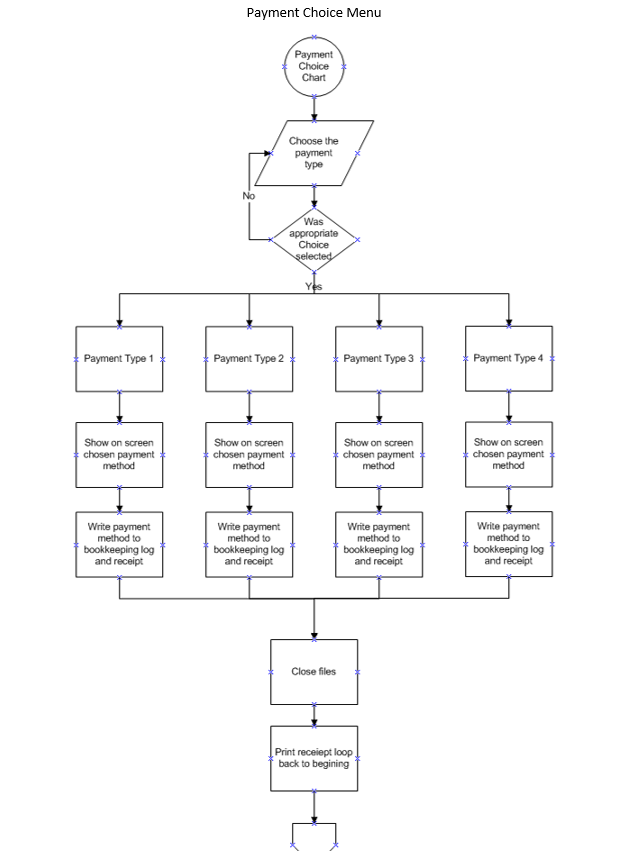 Payment Choice Menu
Payment
Choice
Chart
Choose the
payment
type
No
Was
appropriate
Choice
selected
Yes
Payment Type 1
Payment Type 2
Payment Type 3
Payment Type 4
Show on screen
chosen payment
method
Show on screen
chosen payment
method
Show on screen
chosen payment
method
Show on screen
chosen payment
method
Write payment
method to
bookkeeping log
and receipt
Write payment
method to
bookkeeping log
and receipt
Write payment
method to
bookkeeping log
and receipt
Write payment
method to
bookkeeping log
and receipt
Close files
Print receiept loop
back to begining